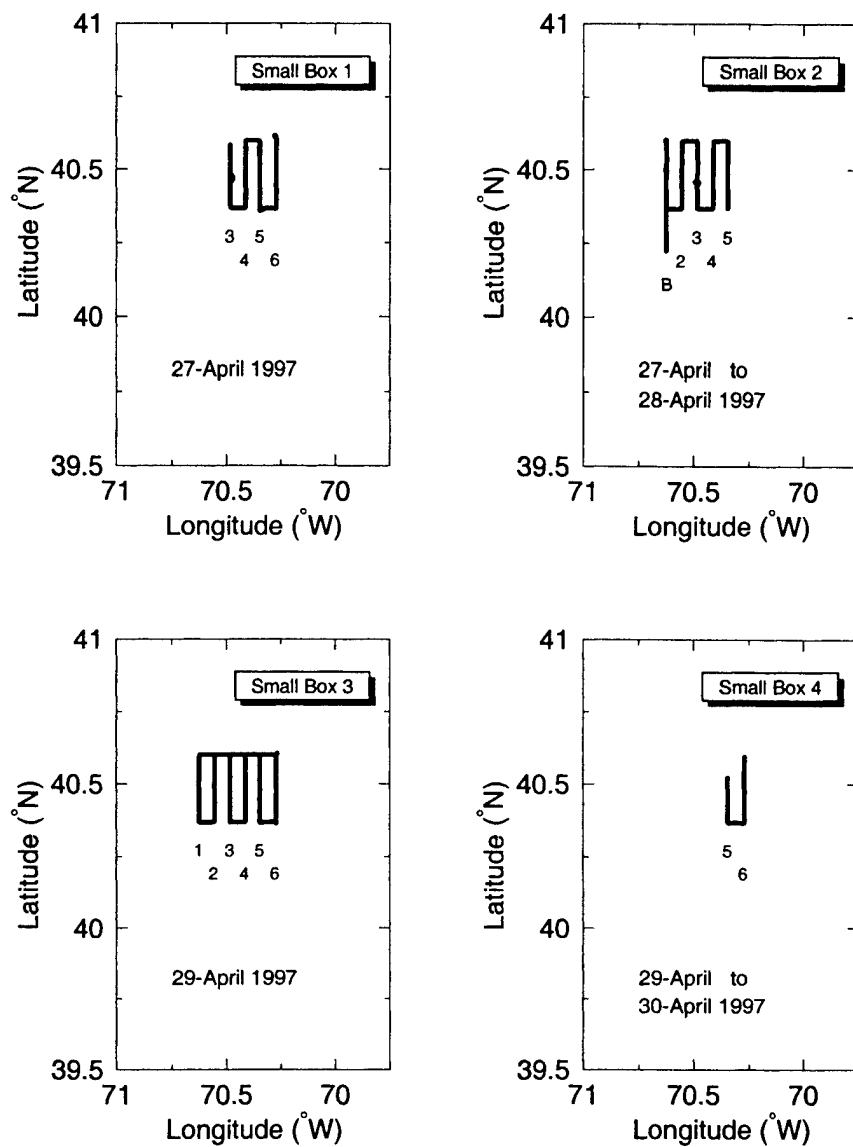 41
Small Box 1
40.5
Latitude (°N)
3
5
4
6
40
27-April 1997
39.5
71
70.5
70
Longitude (°W)
41
Small Box 2
40.5
Latitude (°N)
3
5
2
4
B
40
27-April to
28-April 1997
39.5
71
70.5
70
Longitude (°W)
41
Small Box 3
40.5
Latitude (°N)
1
3
5
2
4
6
40
29-April 1997
39.5
71
70.5
70
Longitude (°W)
41
Small Box 4
40.5
Latitude (°N)
5
6
40
29-April to
30-April 1997
39.5
71
70.5
70
Longitude (°W)